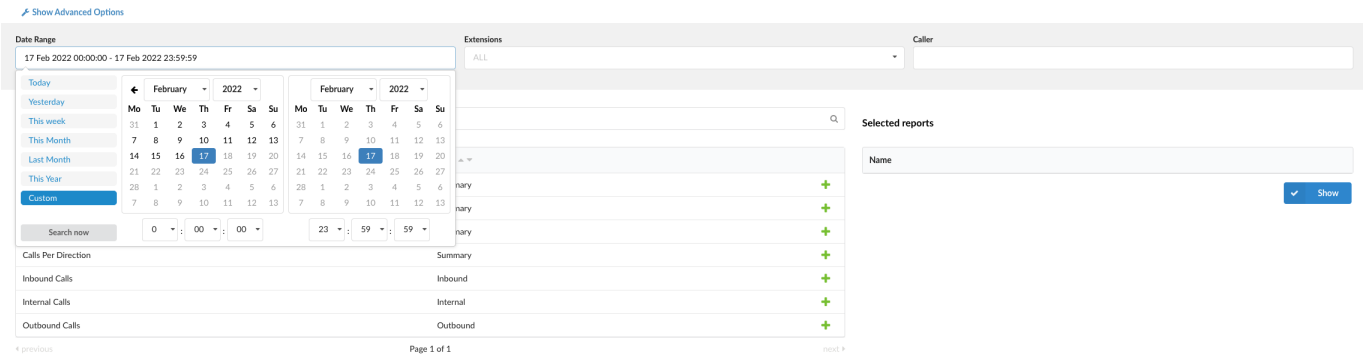 Show Advanced Options
Date Range
Extensions
Caller
17 Feb 2022 00:00:00 - 17 Feb 2022 23:59:59
ALL
Today
Yesterday
This week
This Month
Last Month
This Year
Custom
Search now
February 2022
Mo Tu We Th Fr Sa Su
31 1 2 3 4 5 6
7 8 9 10 11 12 13
14 15 16 17 18 19 20
21 22 23 24 25 26 27
28 1 2 3 4 5 6
7 8 9 10 11 12 13
0 : 00 : 00
February 2022
Mo Tu We Th Fr Sa Su
31 1 2 3 4 5 6
7 8 9 10 11 12 13
14 15 16 17 18 19 20
21 22 23 24 25 26 27
28 1 2 3 4 5 6
7 8 9 10 11 12 13
23 : 59 : 59
mary
mary
mary
Calls Per Direction Summary
Inbound Calls Inbound
Internal Calls Internal
Outbound Calls Outbound
previous Page 1 of 1 next
Selected reports
Name
Show